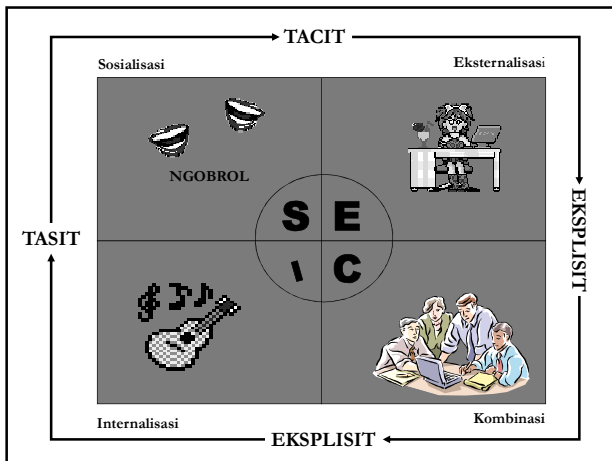 TACIT
Sosialisasi
Eksternalisasi
NGOBROL
S E
TASIT
EKSPLISIT
I C
Internalisasi
Kombinasi
EKSPLISIT